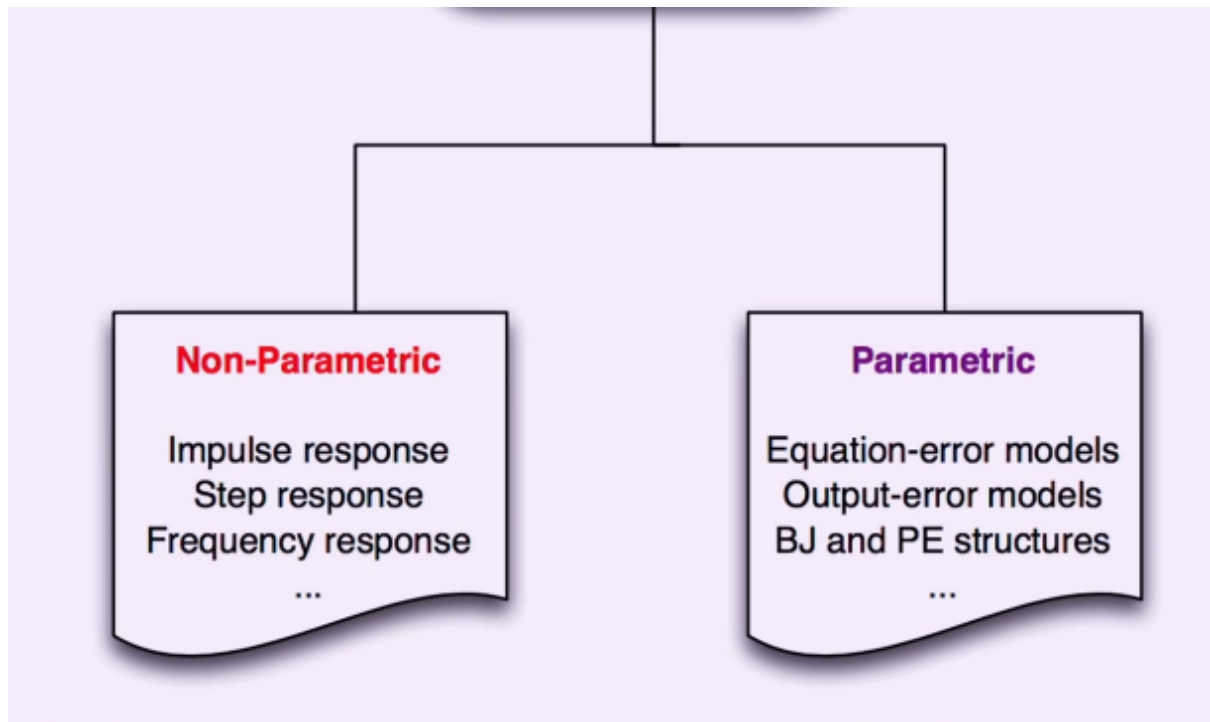 Non-Parametric
Impulse response
Step response
Frequency response
...
Parametric
Equation-error models
Output-error models
BJ and PE structures
...